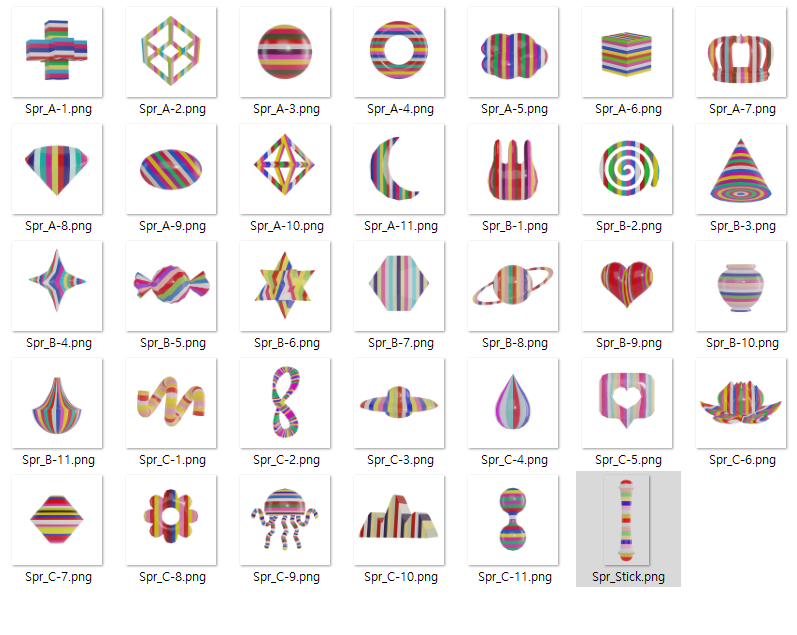 Spr_A-1.png
Spr_A-2.png
Spr_A-3.png
Spr_A-4.png
Spr_A-5.png
Spr_A-6.png
Spr_A-7.png
Spr_A-8.png
Spr_A-9.png
Spr_A-10.png
Spr_A-11.png
Spr_B-1.png
Spr_B-2.png
Spr_B-3.png
Spr_B-4.png
Spr_B-5.png
Spr_B-6.png
Spr_B-7.png
Spr_B-8.png
Spr_B-9.png
Spr_B-10.png
Spr_B-11.png
Spr_C-1.png
Spr_C-2.png
Spr_C-3.png
Spr_C-4.png
Spr_C-5.png
Spr_C-6.png
Spr_C-7.png
Spr_C-8.png
Spr_C-9.png
Spr_C-10.png
Spr_C-11.png
Spr_Stick.png